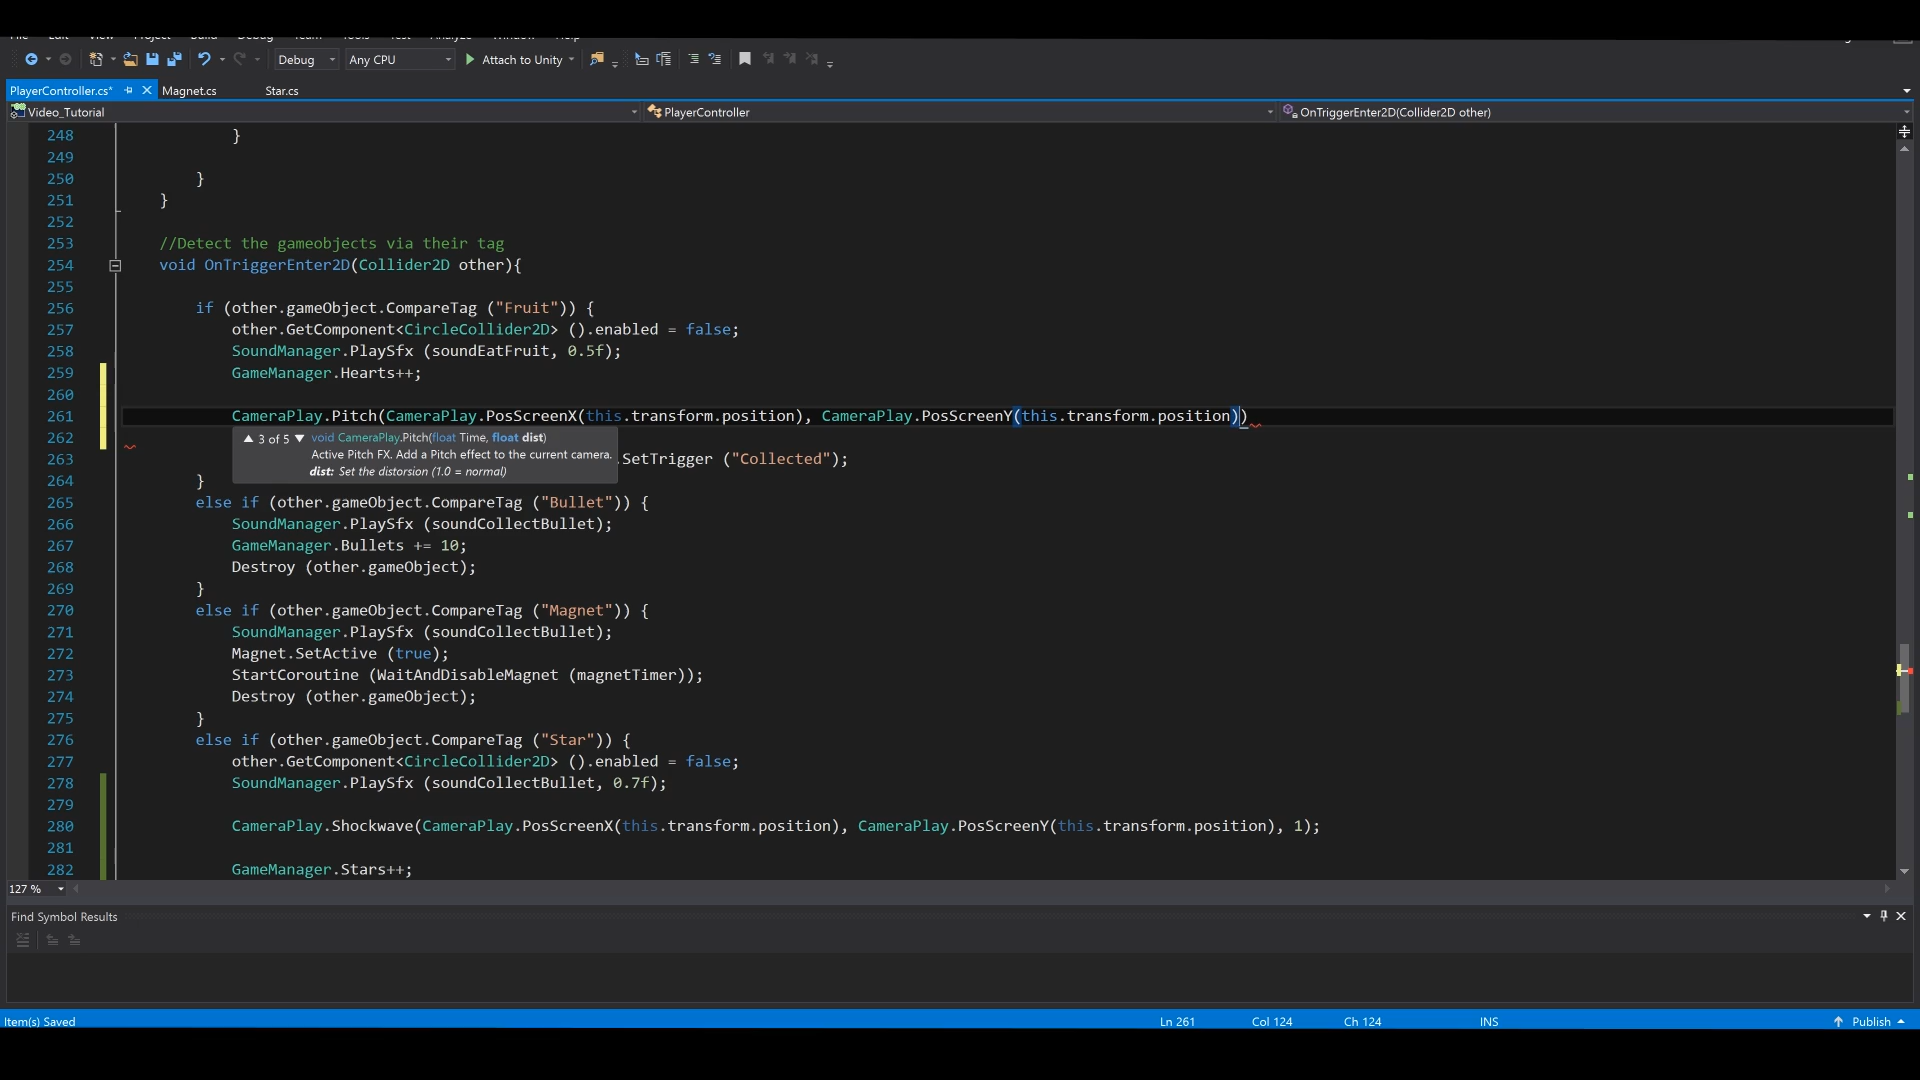 Debug Any CPU Attach to Unity
PlayerController.cs* Magnet.cs Star.cs
Video_Tutorial PlayerController OnTriggerEnter2D(Collider2D other)
248 }
249
250 }
251 }
252
253 //Detect the gameobjects via their tag
254 void OnTriggerEnter2D(Collider2D other){
255
256 if (other.gameObject.CompareTag ("Fruit")) {
257 other.GetComponent<CircleCollider2D> ().enabled = false;
258 SoundManager.PlaySfx (soundEatFruit, 0.5f);
259 GameManager.Hearts++;
260
261 CameraPlay.Pitch(CameraPlay.PosScreenX(this.transform.position), CameraPlay.PosScreenY(this.transform.position))
262 ▲ 3 of 5 ▼ void CameraPlay.Pitch(float Time, float dist)
Active Pitch FX. Add a Pitch effect to the current camera.
263 .SetTrigger ("Collected");
dist: Set the distorsion (1.0 = normal)
264 }
265 else if (other.gameObject.CompareTag ("Bullet")) {
266 SoundManager.PlaySfx (soundCollectBullet);
267 GameManager.Bullets += 10;
268 Destroy (other.gameObject);
269 }
270 else if (other.gameObject.CompareTag ("Magnet")) {
271 SoundManager.PlaySfx (soundCollectBullet);
272 Magnet.SetActive (true);
273 StartCoroutine (WaitAndDisableMagnet (magnetTimer));
274 Destroy (other.gameObject);
275 }
276 else if (other.gameObject.CompareTag ("Star")) {
277 other.GetComponent<CircleCollider2D> ().enabled = false;
278 SoundManager.PlaySfx (soundCollectBullet, 0.7f);
279
280 CameraPlay.Shockwave(CameraPlay.PosScreenX(this.transform.position), CameraPlay.PosScreenY(this.transform.position), 1);
281
282 GameManager.Stars++;
127 %
Find Symbol Results
Item(s) Saved Ln 261 Col 124 Ch 124 INS Publish